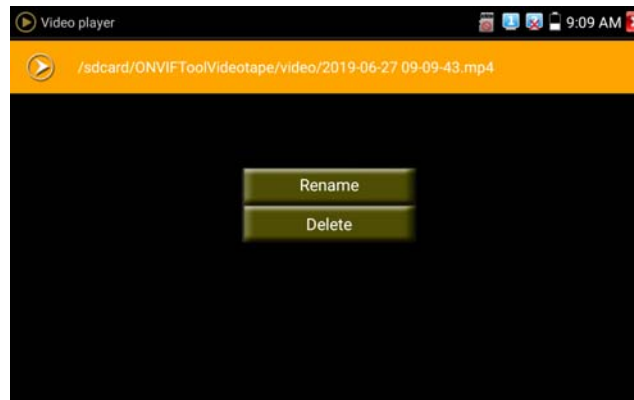 Video player
9:09 AM
/sdcard/ONVIFToolVideotape/video/2019-06-27 09-09-43.mp4
Rename
Delete